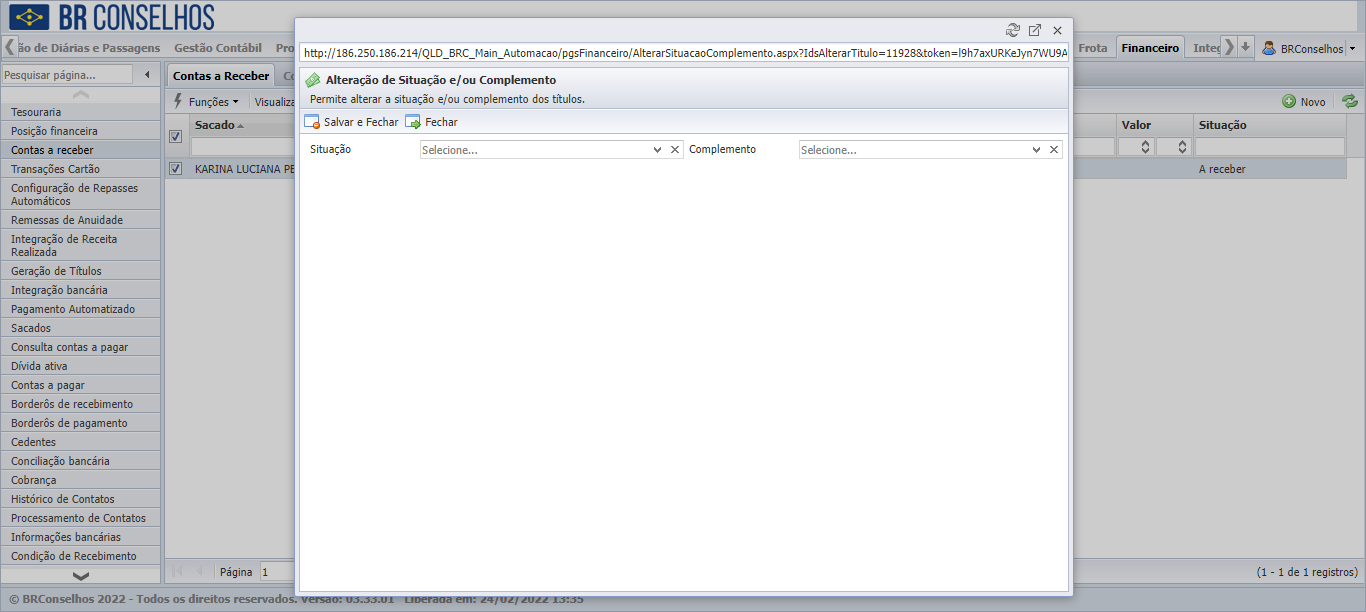 BR CONSELHOS
ão de Diárias e Passagens Gestão Contábil Pro Frota Financeiro Integ BRConselhos
http://186.250.186.214/QLD_BRC_Main_Automacao/pgsFinanceiro/AlterarSituacaoComplemento.aspx?IdsAlterarTitulo=11928&token=l9h7axURKeJyn7WU9A
Pesquisar página...
Contas a Receber Co
Alteração de Situação e/ou Complemento
Permite alterar a situação e/ou complemento dos títulos.
Funções Visualiza Novo
Salvar e Fechar Fechar
Sacado Valor Situação
Situação Selecione... Complemento Selecione...
KARINA LUCIANA PE A receber
Tesouraria
Posição financeira
Contas a receber
Transações Cartão
Configuração de Repasses
Automáticos
Remessas de Anuidade
Integração de Receita
Realizada
Geração de Títulos
Integração bancária
Pagamento Automatizado
Sacados
Consulta contas a pagar
Dívida ativa
Contas a pagar
Borderôs de recebimento
Borderôs de pagamento
Cedentes
Conciliação bancária
Cobrança
Histórico de Contatos
Processamento de Contatos
Informações bancárias
Condição de Recebimento
Página 1 (1 - 1 de 1 registros)
© BRConselhos 2022 - Todos os direitos reservados. Versão: 03.33.01 Liberada em: 24/02/2022 13:35